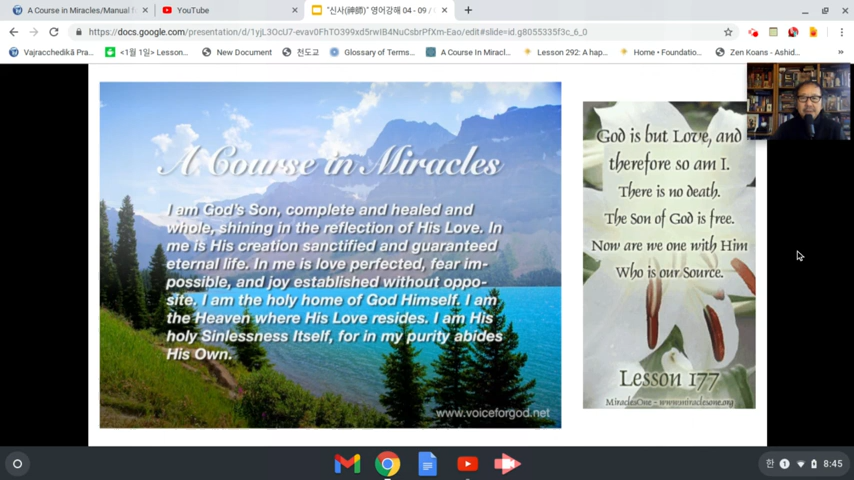 A Course in Miracles/Manual f
YouTube
"신사(神師)" 영어강해 04 - 09 /
https://docs.google.com/presentation/d/1yjL3OcU7-evav0FhTO399xd5rwIB4NuCsbrPfXm-Eao/edit#slide=id.g8055335f3c_6_0
Vajracchedikā Prajñ...
<1월 1일> Lesson...
New Document
천도교
Glossary of Terms...
A Course In Miracl...
Lesson 292: A hap...
Home • Foundatio...
Zen Koans - Ashid...
»
A Course in Miracles
I am God's Son, complete and healed and
whole, shining in the reflection of His Love. In
me is His creation sanctified and guaranteed
eternal life. In me is love perfected, fear im-
possible, and joy established without oppo-
site. I am the holy home of God Himself. I am
the Heaven where His Love resides. I am His
holy Sinlessness Itself, for in my purity abides
His Own.
www.voiceforgod.net
God is but Love, and
therefore so am I.
There is no death.
The Son of God is free.
Now are we one with Him
Who is our Source.
Lesson 177
MiraclesOne - www.miraclesone.org
한
1
8:45